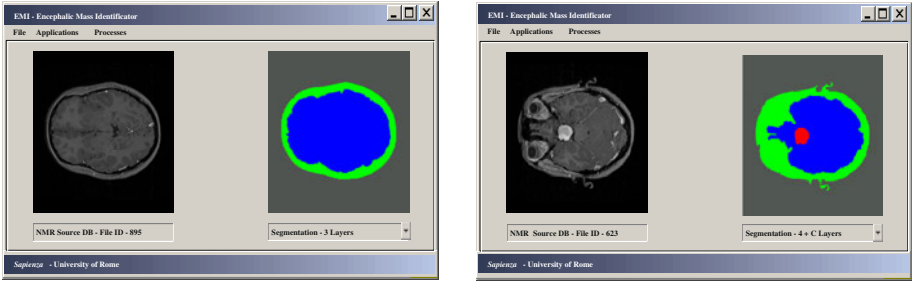 EMI - Encephalic Mass Identificator
File Applications Processes
NMR Source DB - File ID - 895
Segmentation - 3 Layers
Sapienza - University of Rome
EMI - Encephalic Mass Identificator
File Applications Processes
NMR Source DB - File ID - 623
Segmentation - 4 + C Layers
Sapienza - University of Rome